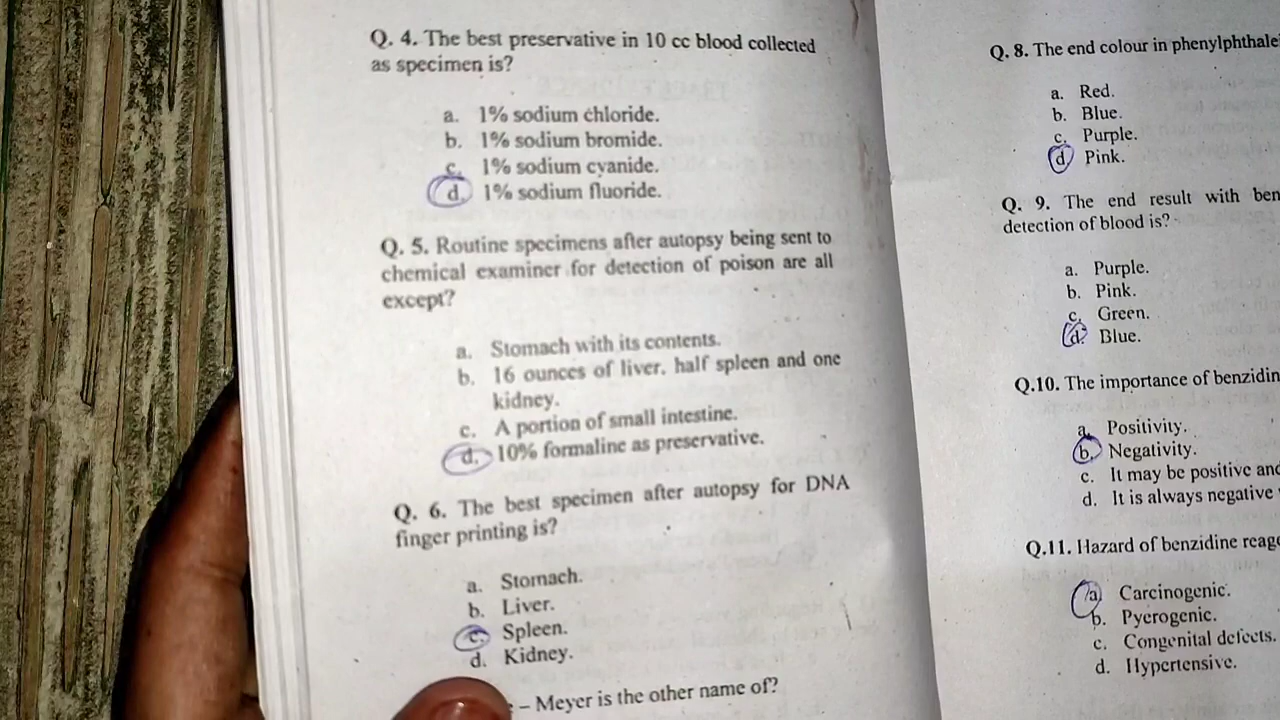 Q. 4. The best preservative in 10 cc blood collected
as specimen is?
a. 1% sodium chloride.
b. 1% sodium bromide.
c. 1% sodium cyanide.
d. 1% sodium fluoride.
Q. 5. Routine specimens after autopsy being sent to
chemical examiner for detection of poison are all
except?
a. Stomach with its contents.
b. 16 ounces of liver, half spleen and one
kidney.
c. A portion of small intestine.
d. 10% formaline as preservative.
Q. 6. The best specimen after autopsy for DNA
finger printing is?
a. Stomach.
b. Liver.
c. Spleen.
d. Kidney.
– Meyer is the other name of?
Q. 8. The end colour in phenylphthale
a. Red.
b. Blue.
c. Purple.
d. Pink.
Q. 9. The end result with ben
detection of blood is?
a. Purple.
b. Pink.
c. Green.
d. Blue.
Q.10. The importance of benzidin
a. Positivity.
b. Negativity.
c. It may be positive and
d. It is always negative
Q.11. Hazard of benzidine reage
a. Carcinogenic.
b. Pyerogenic.
c. Congenital defects.
d. Hypertensive.